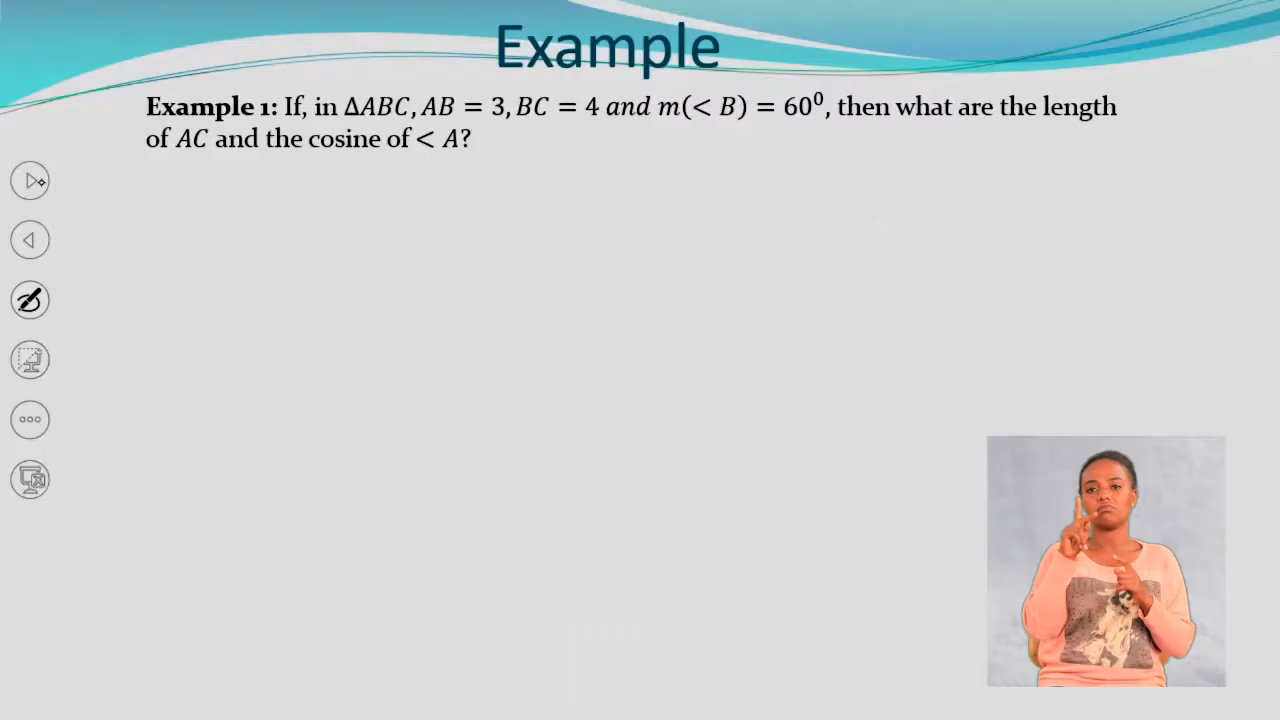 Example
Example 1: If, in ∆ABC, AB = 3, BC = 4 and m(< B) = 60⁰, then what are the length
of AC and the cosine of < A?